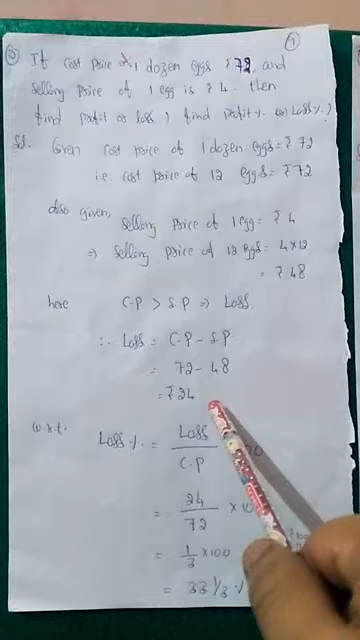 1
② If cost price of 1 dozen eggs ₹72, and
selling price of 1 egg is ₹ 4. then
find profit or loss, find profit % (or) Loss %.)
Sol. Given cost price of 1 dozen eggs = ₹ 72
i.e. cost price of 12 eggs = ₹72
also given, selling price of 1 egg = ₹ 4
⇒ selling price of 12 eggs = 4×12
= ₹ 48
here C.P > S.P ⇒ Loss.
∴ Loss = C.P - S.P
= 72 - 48
= ₹24
w.k.t. Loss % = Loss / C.P
= 24/72 ×10
= 1/3 ×100
= 33 1/3 %